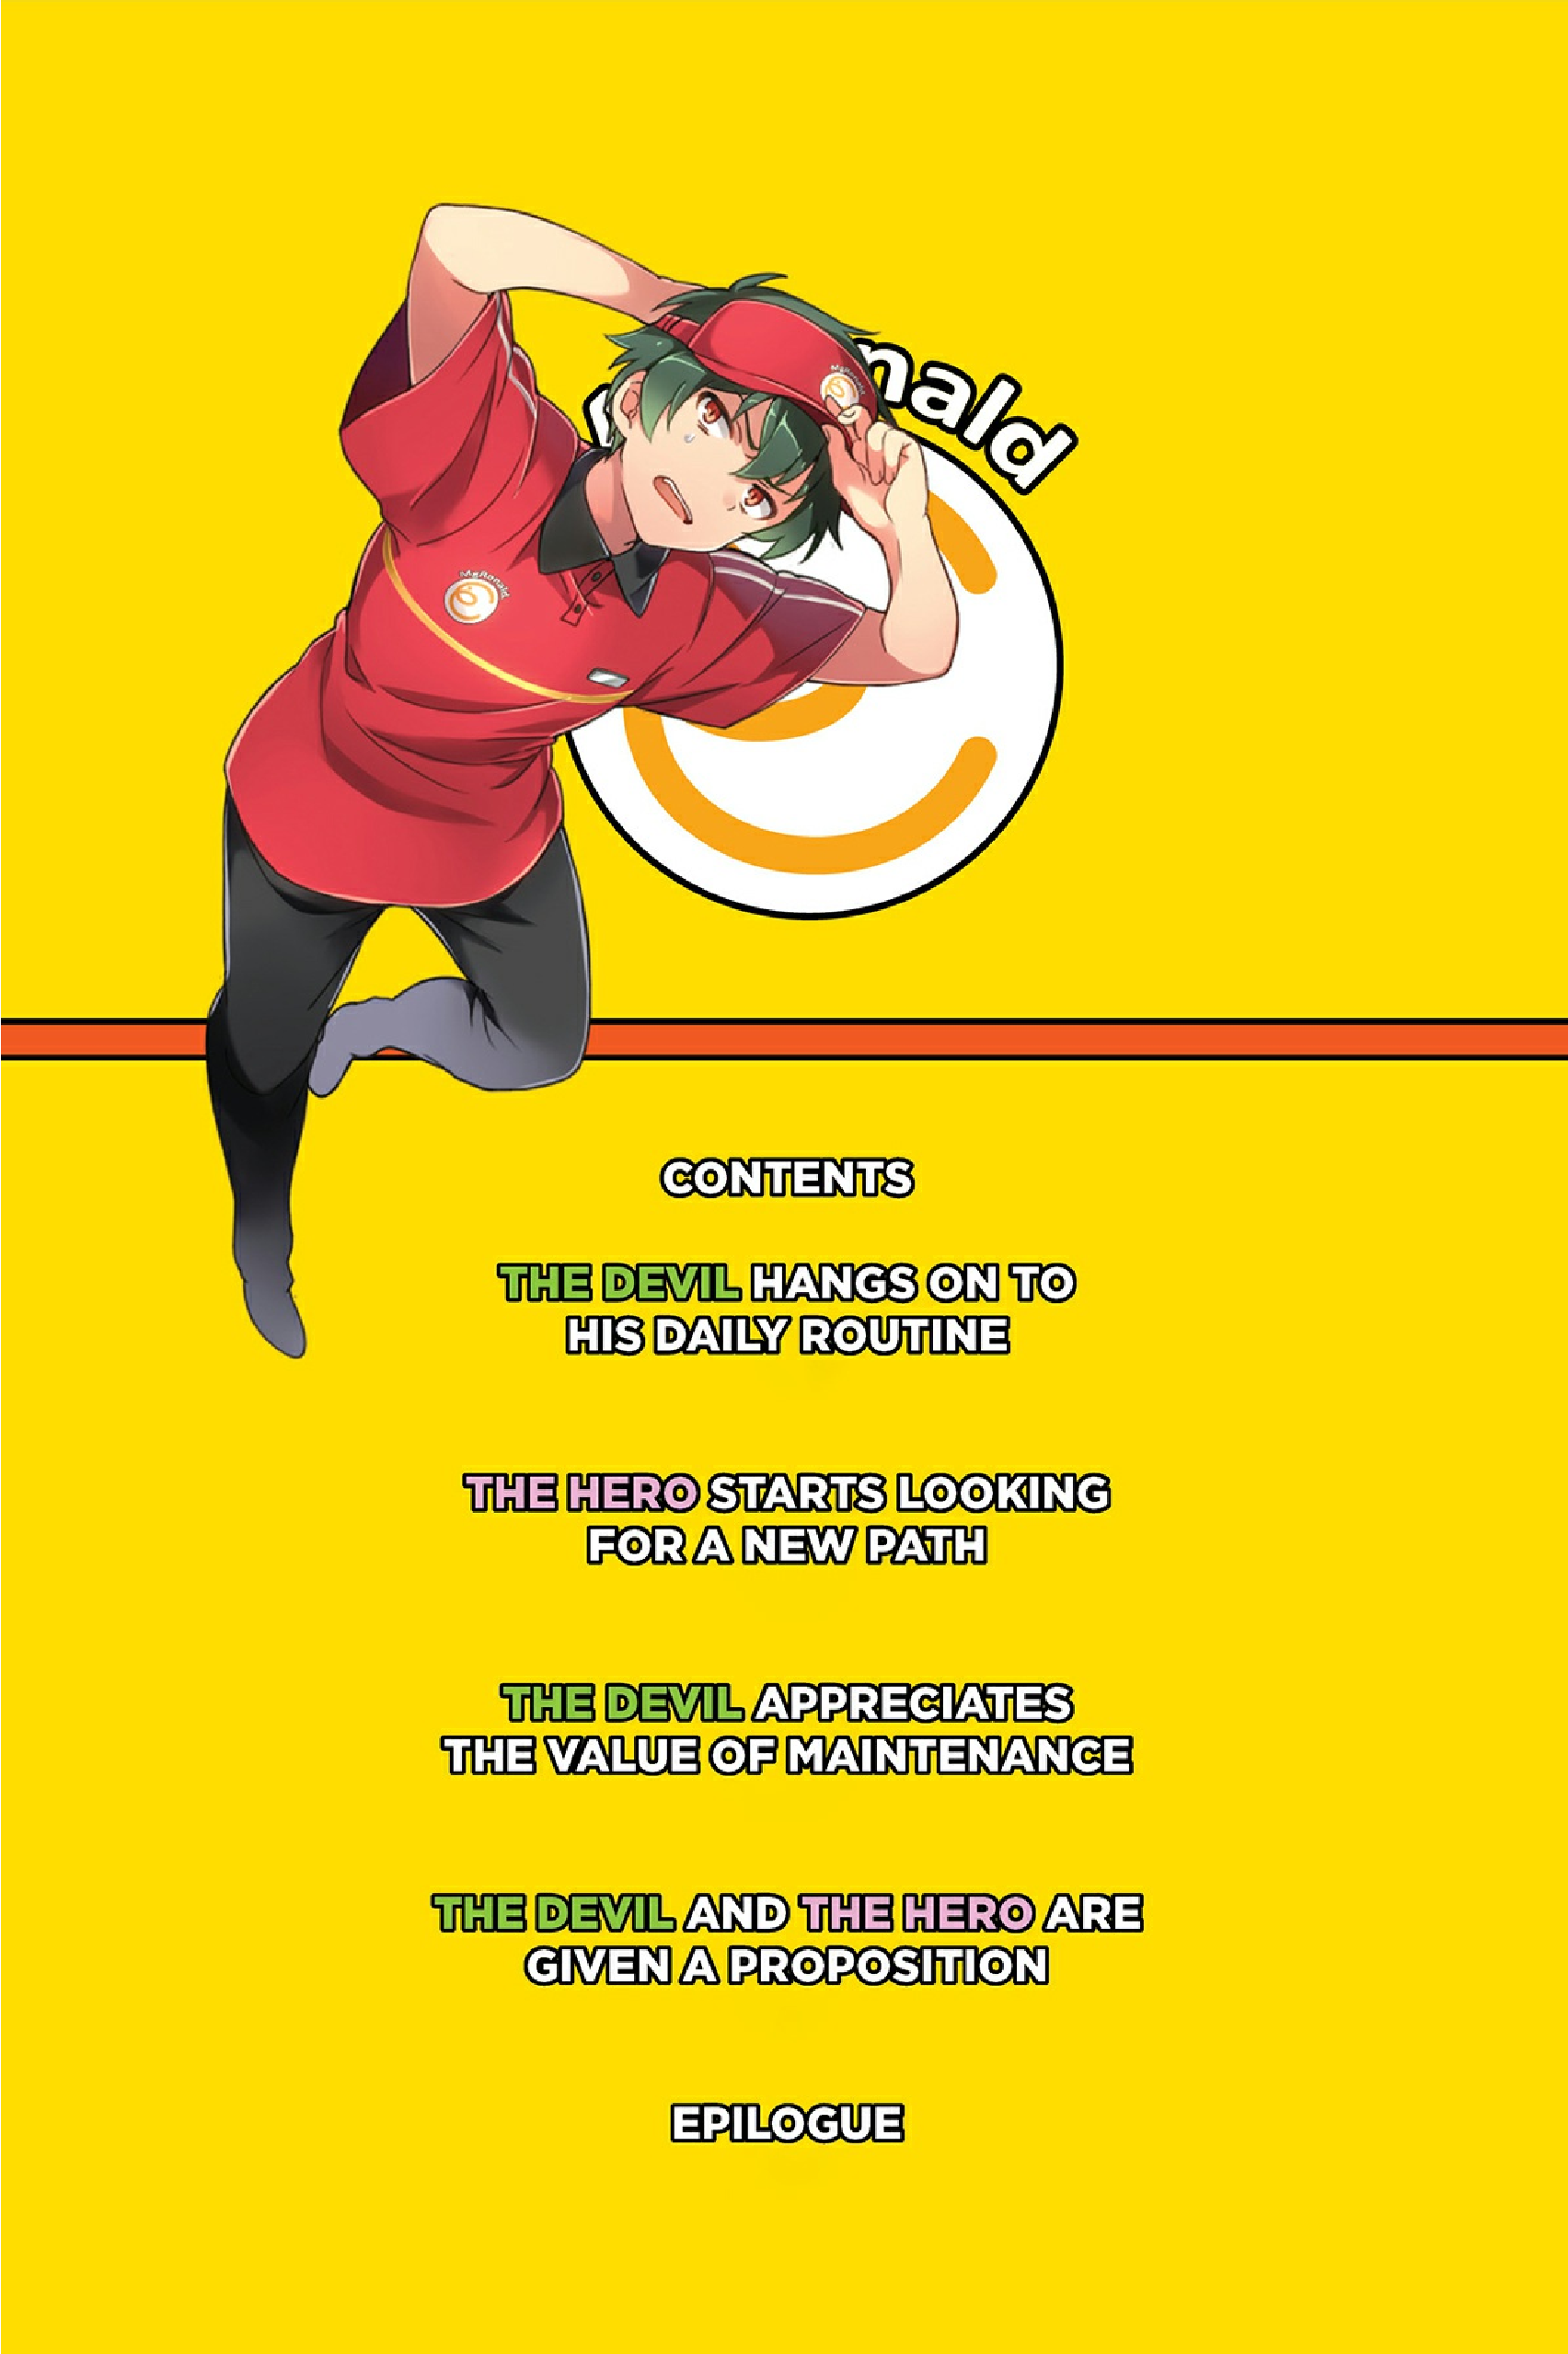 nald
MgRonald
MgRonald
CONTENTS
THE DEVIL HANGS ON TO
HIS DAILY ROUTINE
THE HERO STARTS LOOKING
FOR A NEW PATH
THE DEVIL APPRECIATES
THE VALUE OF MAINTENANCE
THE DEVIL AND THE HERO ARE
GIVEN A PROPOSITION
EPILOGUE